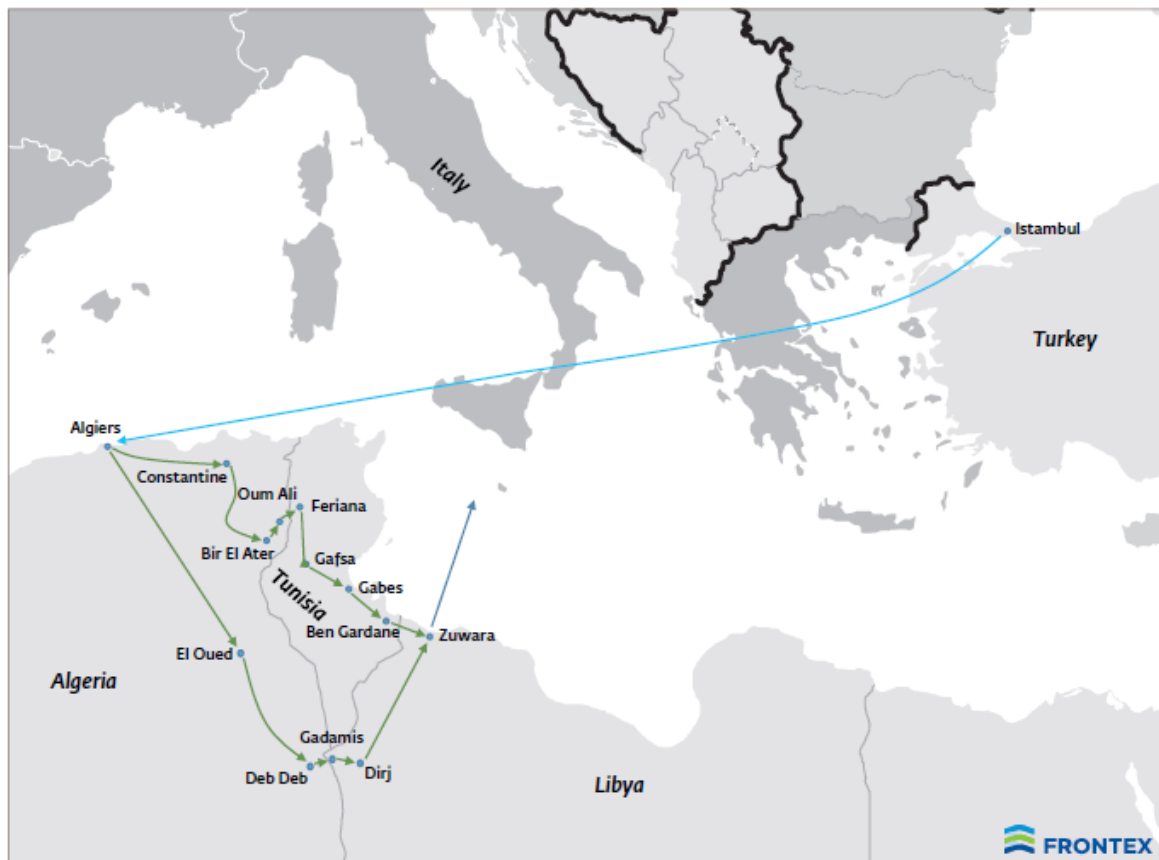 Italy
Istambul
Turkey
Algiers
Constantine
Oum Ali
Feriana
Bir El Ater
Gafsa
Tunisia
Gabes
Ben Gardane
Zuwara
El Oued
Algeria
Gadamis
Deb Deb
Dirj
Libya
FRONTEX